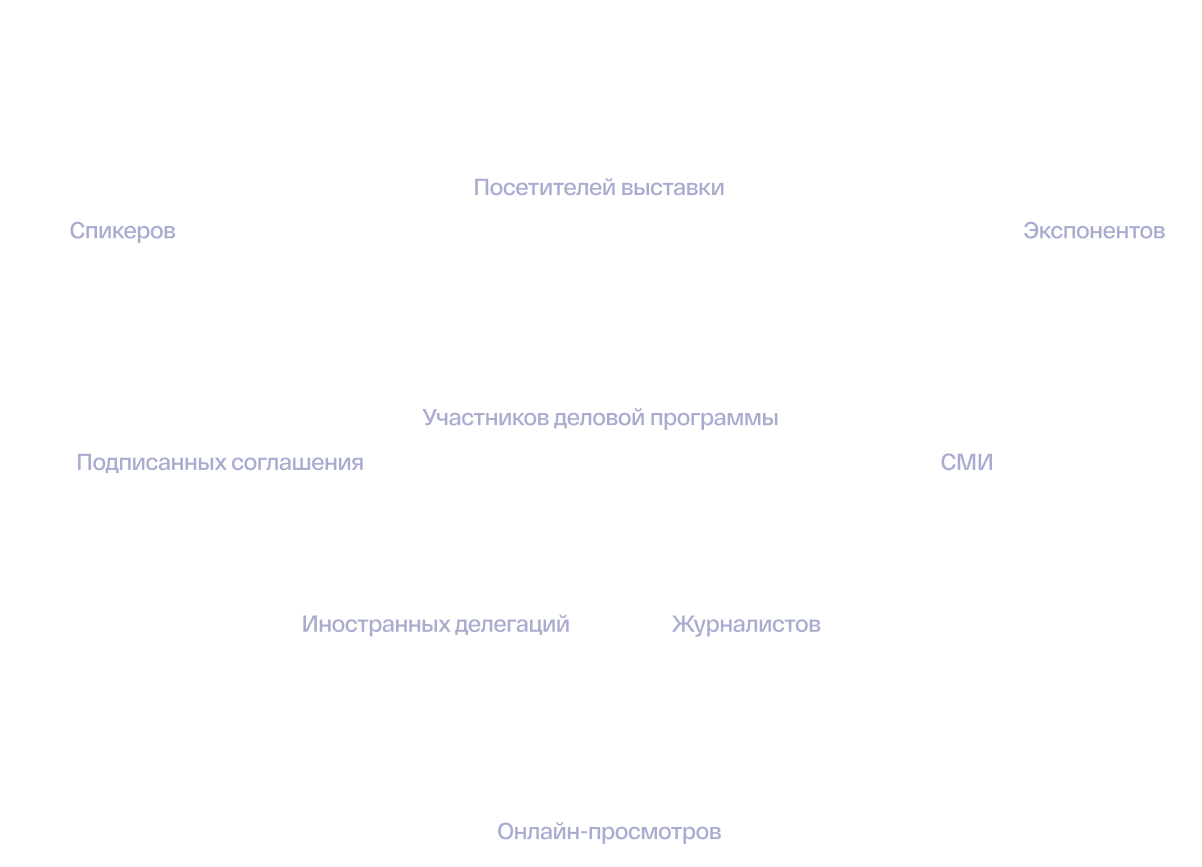 Посетителей выставки
Спикеров
Экспонентов
Участников деловой программы
Подписанных соглашения
СМИ
Иностранных делегаций
Журналистов
Онлайн-просмотров